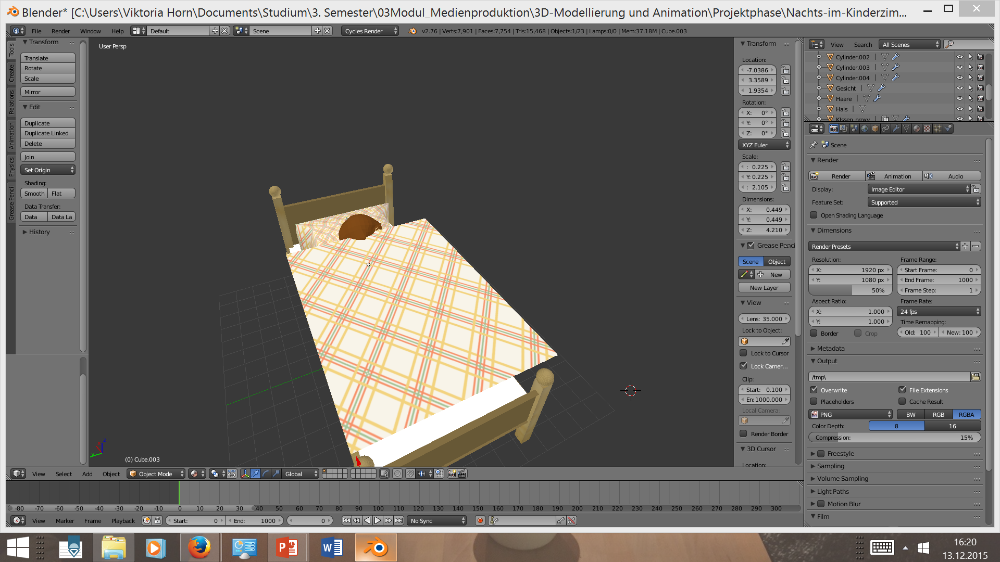 Blender* [C:\Users\Viktoria Horn\Documents\Studium\3. Semester\03Modul_Medienproduktion\3D-Modellierung und Animation\Projektphase\Nachts-im-Kinderzim...
File Render Window Help Default Scene Cycles Render v2.76 | Verts:7,901 | Faces:7,754 | Tris:15,468 | Objects:1/23 | Lamps:0/0 | Mem:37.18M | Cube.003
Tools
Create
Relations
Animation
Physics
Grease Pencil
Transform
Translate
Rotate
Scale
Mirror
Edit
Duplicate
Duplicate Linked
Delete
Join
Set Origin
Shading:
Smooth Flat
Data Transfer:
Data Data La
History
User Persp
(0) Cube.003
Transform
Location:
-7.0386
3.3589
1.9354
Rotation:
X: 0°
Y: 0°
Z: 0°
XYZ Euler
Scale:
: 0.225
Y: 0.225
: 2.105
Dimensions:
X: 0.449
Y: 0.449
Z: 4.210
Grease Penci
Scene Object
New
New Layer
View
Lens: 35.000
Lock to Object:
Lock to Cursor
Lock Camer...
Clip:
Start: 0.100
En: 1000.000
Local Camera:
Render Border
3D Cursor
Location:
View Search All Scenes
Cylinder.002
Cylinder.003
Cylinder.004
Gesicht
Haare
Hals
KIssen_proxy
Scene
Render
Render Animation Audio
Display: Image Editor
Feature Set: Supported
Open Shading Language
Dimensions
Render Presets
Resolution: Frame Range:
X: 1920 px Start Frame: 0
Y: 1080 px End Frame: 1000
50% Frame Step: 1
Aspect Ratio: Frame Rate:
X: 1.000 24 fps
Y: 1.000 Time Remapping:
Border Crop Old: 100 New: 100
Metadata
Output
/tmp\
Overwrite File Extensions
Placeholders Cache Result
PNG BW RGB RGBA
Color Depth: 8 16
Compression: 15%
Freestyle
Sampling
Volume Sampling
Light Paths
Motion Blur
Film
View Select Add Object Object Mode Global
-80 -70 -60 -50 -40 -30 -20 -10 0 10 20 30 40 50 60 70 80 90 100 110 120 130 140 150 160 170 180 190 200 210 220 230 240 250 260 270 280 290 300
View Marker Frame Playback Start: 0 End: 1000 0 No Sync
16:20
13.12.2015